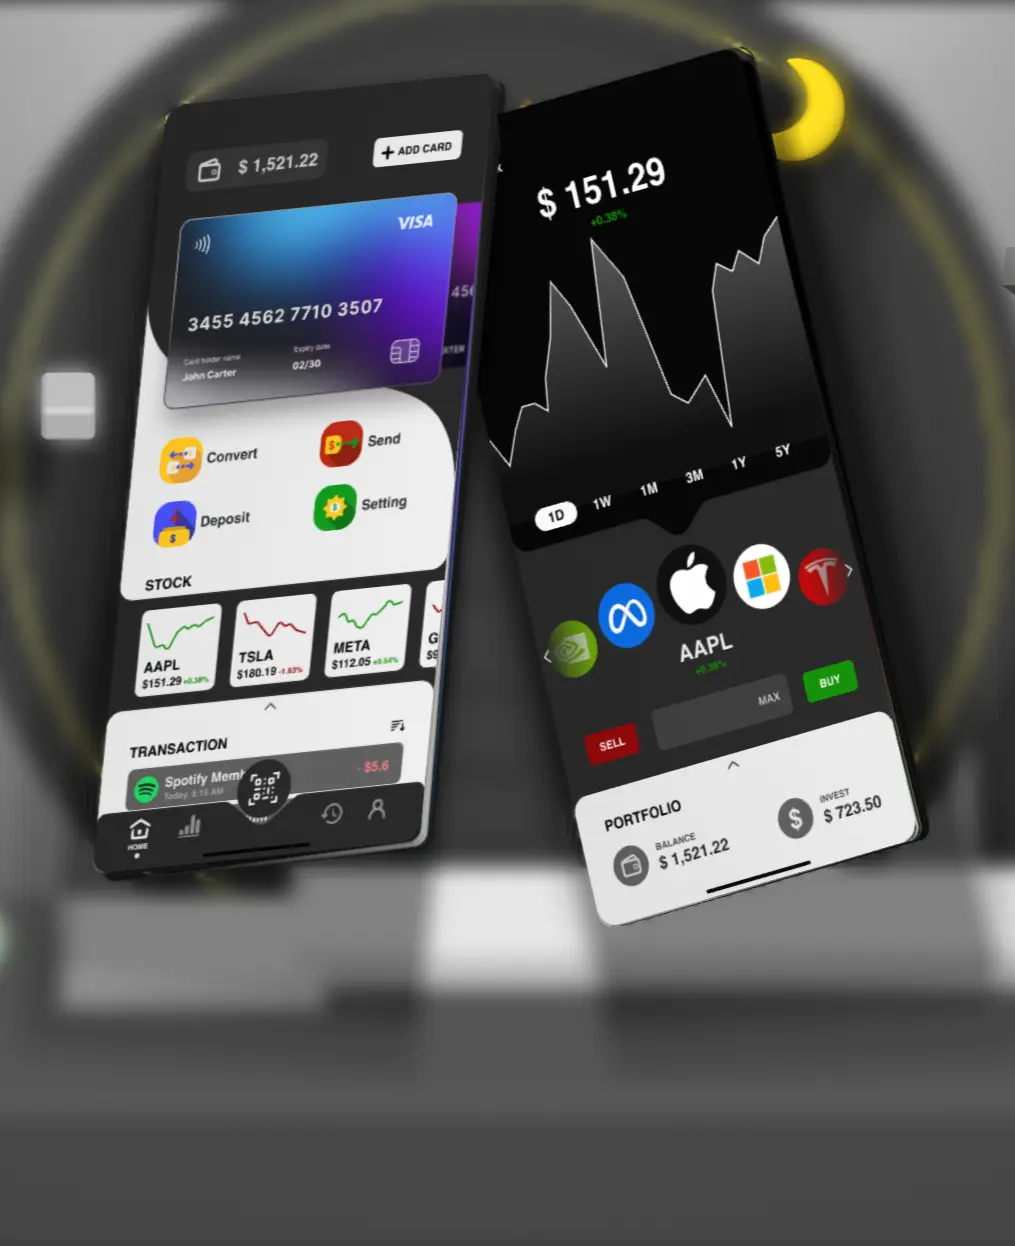 $ 1,521.22
ADD CARD
VISA
3455 4562 7710 3507
456
Card holder name
Expiry date
John Carter
02/30
RTER
Convert
Send
Deposit
Setting
STOCK
AAPL
$151.29 +0.38%
TSLA
$180.19 -1.63%
META
$112.05 +0.64%
G
$9
TRANSACTION
Spotify Memb
Today, 8:15 AM
- $5.6
HOME
$ 151.29
+0.38%
1D 1W 1M 3M 1Y 5Y
AAPL
+0.38%
SELL
MAX
BUY
PORTFOLIO
BALANCE
$ 1,521.22
INVEST
$ 723.50